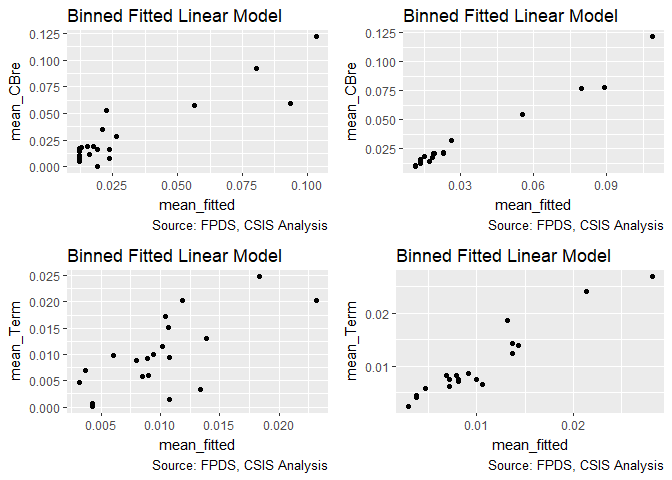 Binned Fitted Linear Model
mean_CBre
0.125
0.100
0.075
0.050
0.025
0.000
0.025
0.050
0.075
0.100
mean_fitted
Source: FPDS, CSIS Analysis
Binned Fitted Linear Model
mean_CBre
0.125
0.100
0.075
0.050
0.025
0.03
0.06
0.09
mean_fitted
Source: FPDS, CSIS Analysis
Binned Fitted Linear Model
mean_Term
0.025
0.020
0.015
0.010
0.005
0.000
0.005
0.010
0.015
0.020
mean_fitted
Source: FPDS, CSIS Analysis
Binned Fitted Linear Model
mean_Term
0.02
0.01
0.01
0.02
mean_fitted
Source: FPDS, CSIS Analysis